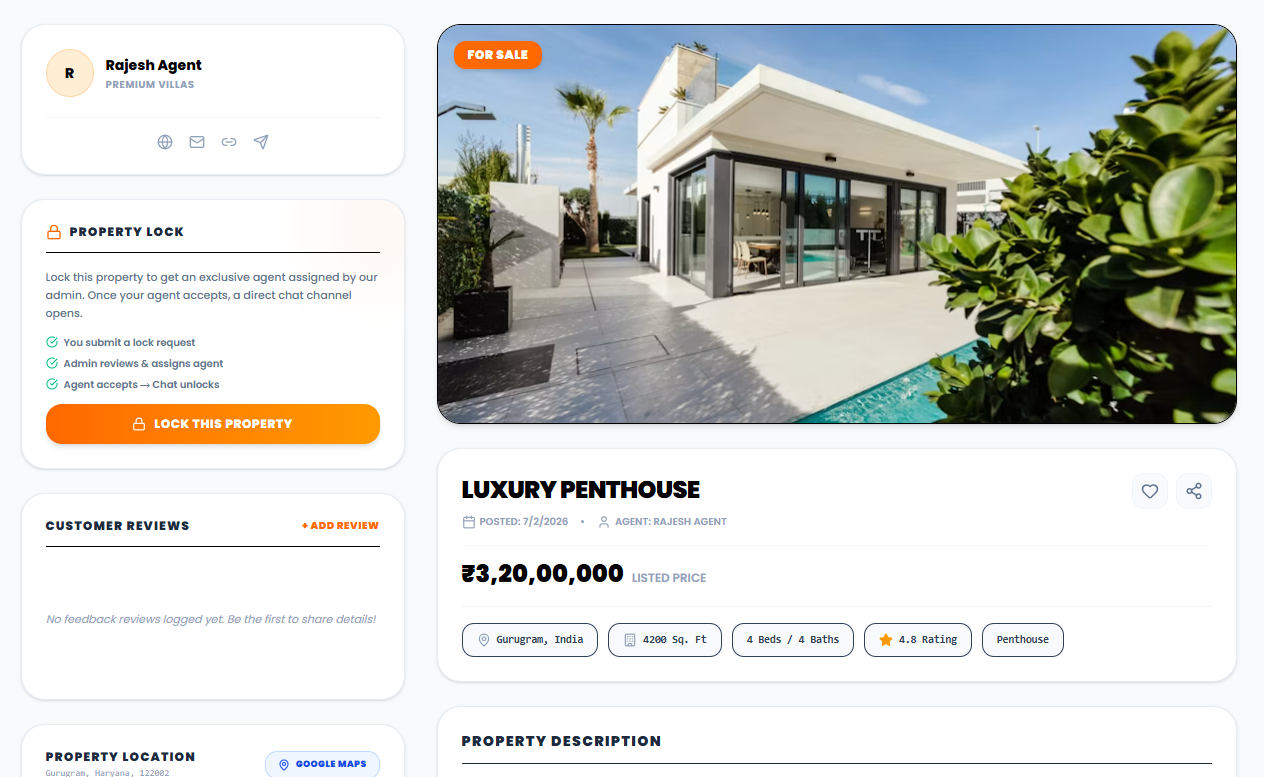 R
Rajesh Agent
PREMIUM VILLAS
PROPERTY LOCK
Lock this property to get an exclusive agent assigned by our
admin. Once your agent accepts, a direct chat channel
opens.
You submit a lock request
Admin reviews & assigns agent
Agent accepts → Chat unlocks
LOCK THIS PROPERTY
CUSTOMER REVIEWS
+ ADD REVIEW
No feedback reviews logged yet. Be the first to share details!
PROPERTY LOCATION
Gurugram, Haryana, 122002
GOOGLE MAPS
FOR SALE
LUXURY PENTHOUSE
POSTED: 7/2/2026 • AGENT: RAJESH AGENT
₹3,20,00,000 LISTED PRICE
Gurugram, India
4200 Sq. Ft
4 Beds / 4 Baths
4.8 Rating
Penthouse
PROPERTY DESCRIPTION